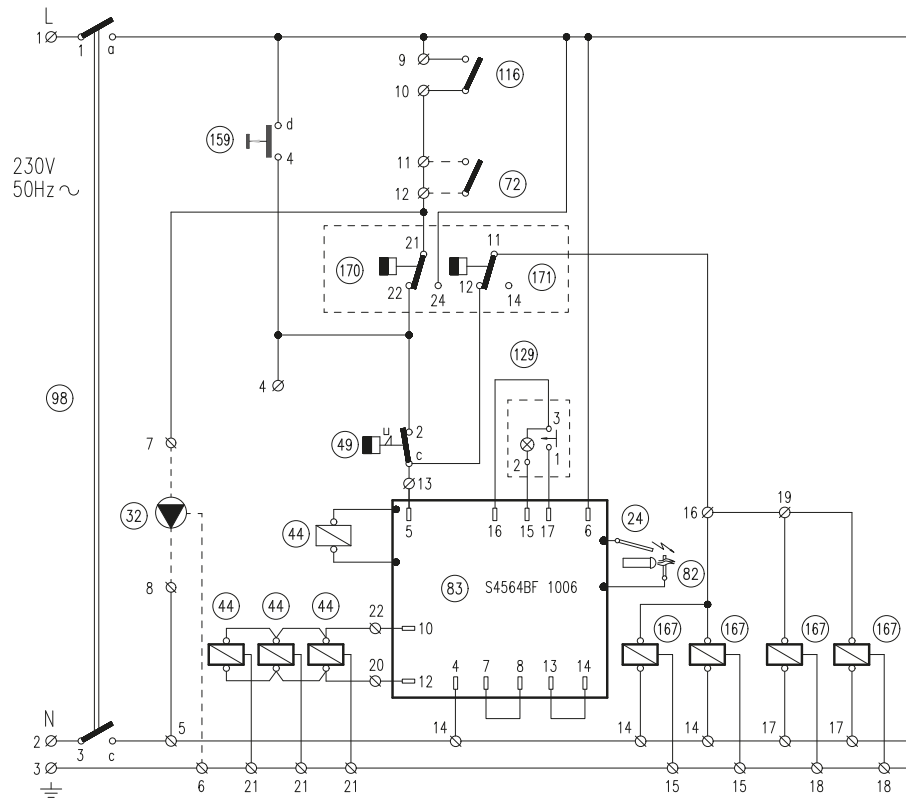 L
1 1 a
9
116
10
159 d
4
230V
50Hz
11
72
12
21 11
170 171
22 24 12 14
129
4
98
3
7 49 u 2
c 2 1
13
32 16 19
5 16 15 17 6 24
44
8 83 S4564BF 1006 82
44 44 44 22
10 167 167 167 167
20 12 4 7 8 13 14
N
2 3 c 5 14 14 14 17 17
3
6 21 21 21 15 15 18 18